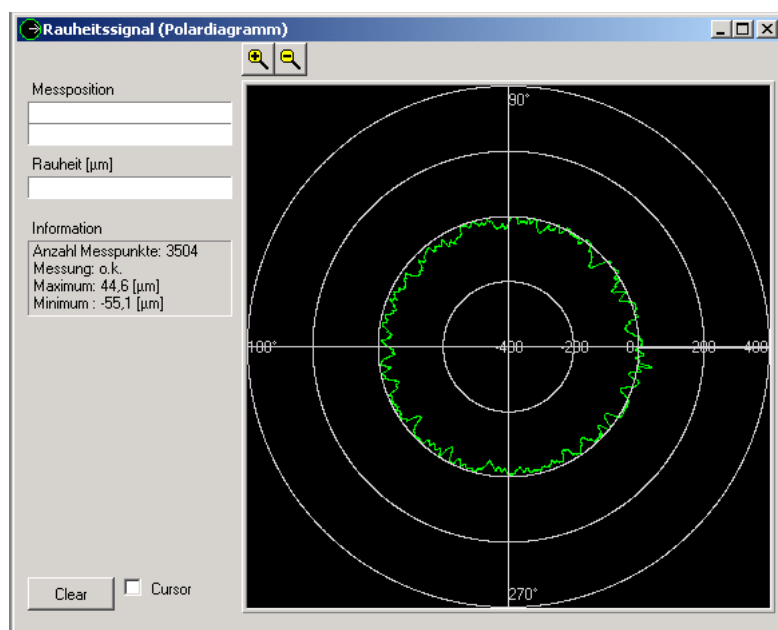 Rauheitssignal (Polardiagramm)
Messposition
Rauheit [µm]
Information
Anzahl Messpunkte: 3504
Messung: o.k.
Maximum: 44,6 [µm]
Minimum : -55,1 [µm]
Clear
Cursor
90°
100°
-400
-200
0
200
400
270°